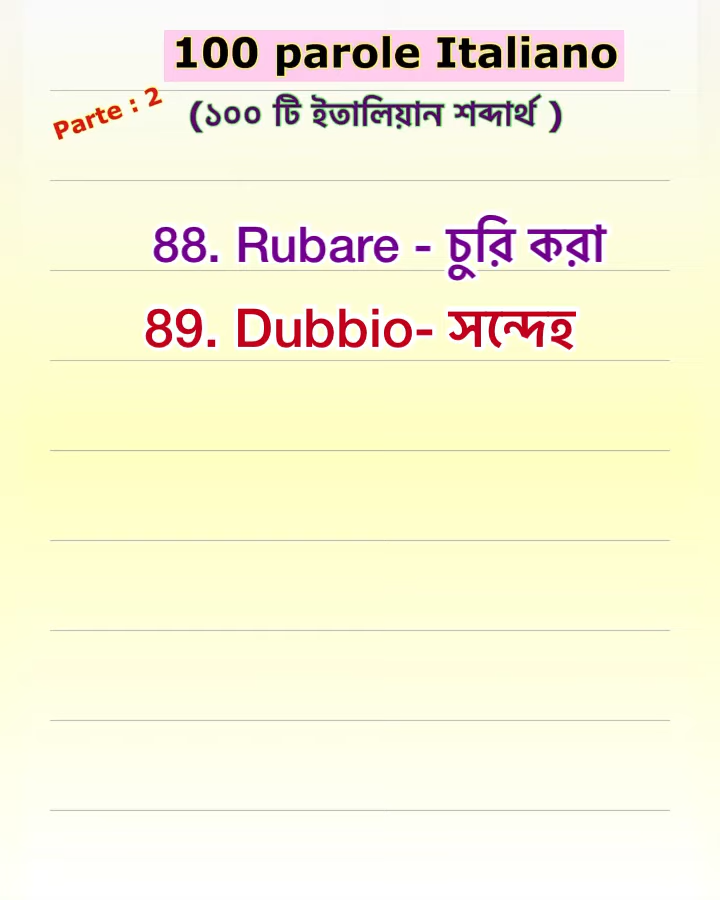 100 parole Italiano
Parte : 2
(১০০ টি ইতালিয়ান শব্দার্থ )
88. Rubare - চুরি করা
89. Dubbio- সন্দেহ